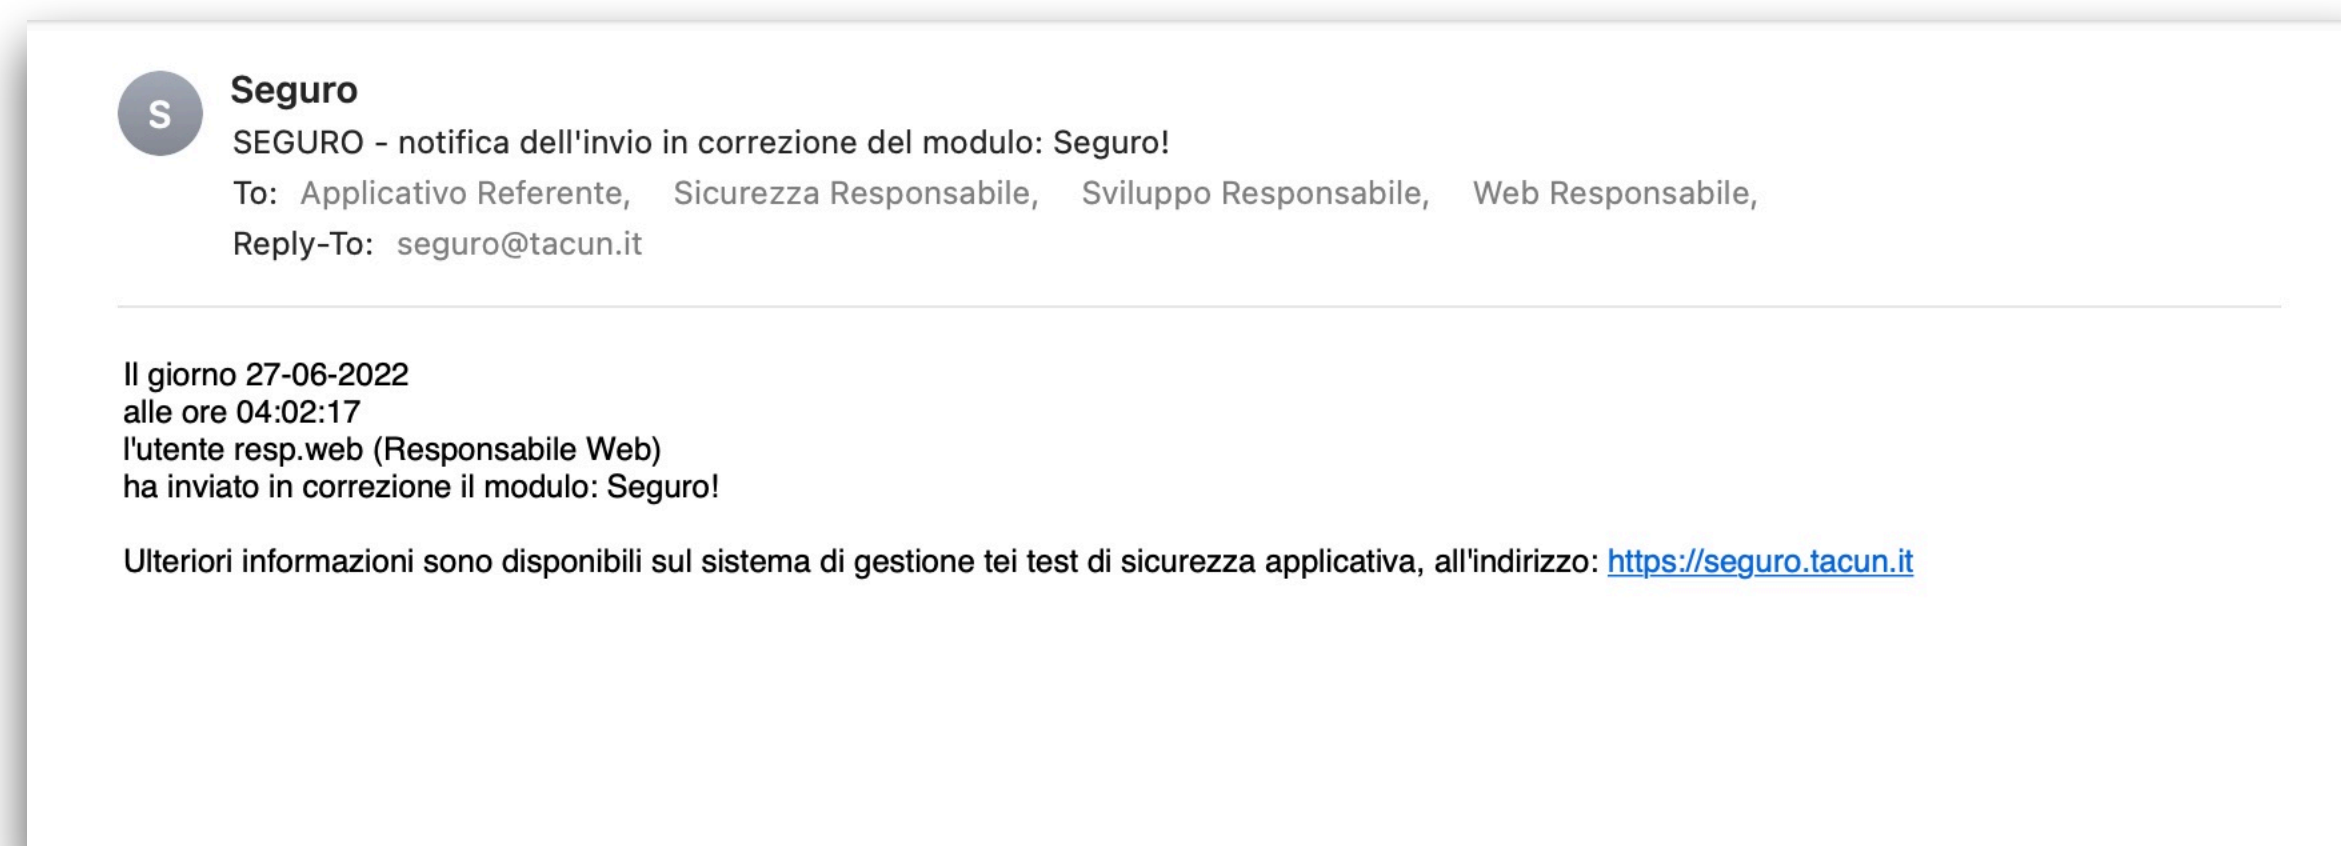 S
Seguro
SEGURO - notifica dell'invio in correzione del modulo: Seguro!
To: Applicativo Referente, Sicurezza Responsabile, Sviluppo Responsabile, Web Responsabile,
Reply-To: seguro@tacun.it
Il giorno 27-06-2022
alle ore 04:02:17
l'utente resp.web (Responsabile Web)
ha inviato in correzione il modulo: Seguro!
Ulteriori informazioni sono disponibili sul sistema di gestione tei test di sicurezza applicativa, all'indirizzo: https://seguro.tacun.it